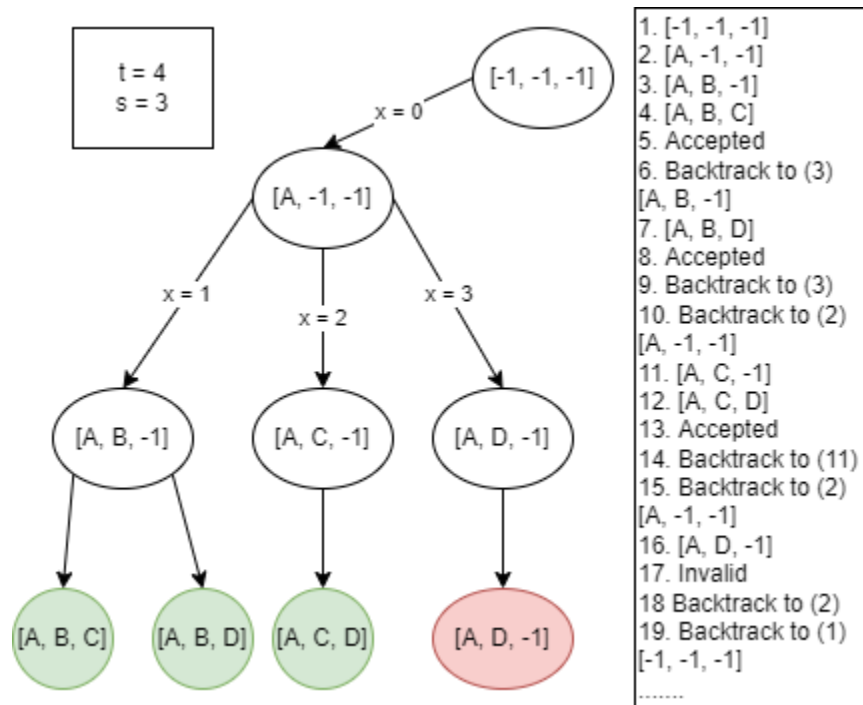 t = 4
s = 3
[-1, -1, -1]
x = 0
[A, -1, -1]
x = 1
x = 2
x = 3
[A, B, -1]
[A, C, -1]
[A, D, -1]
[A, B, C]
[A, B, D]
[A, C, D]
[A, D, -1]
1. [-1, -1, -1]
2. [A, -1, -1]
3. [A, B, -1]
4. [A, B, C]
5. Accepted
6. Backtrack to (3)
[A, B, -1]
7. [A, B, D]
8. Accepted
9. Backtrack to (3)
10. Backtrack to (2)
[A, -1, -1]
11. [A, C, -1]
12. [A, C, D]
13. Accepted
14. Backtrack to (11)
15. Backtrack to (2)
[A, -1, -1]
16. [A, D, -1]
17. Invalid
18 Backtrack to (2)
19. Backtrack to (1)
[-1, -1, -1]
.......